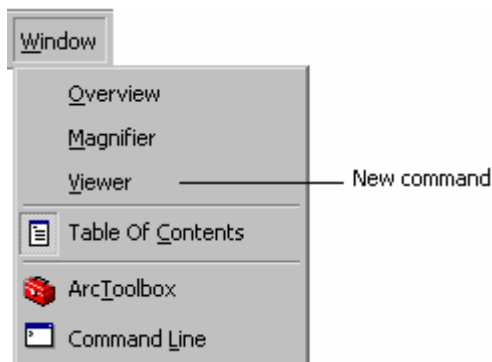 Window
Overview
Magnifier
Viewer New command
Table Of Contents
ArcToolbox
Command Line